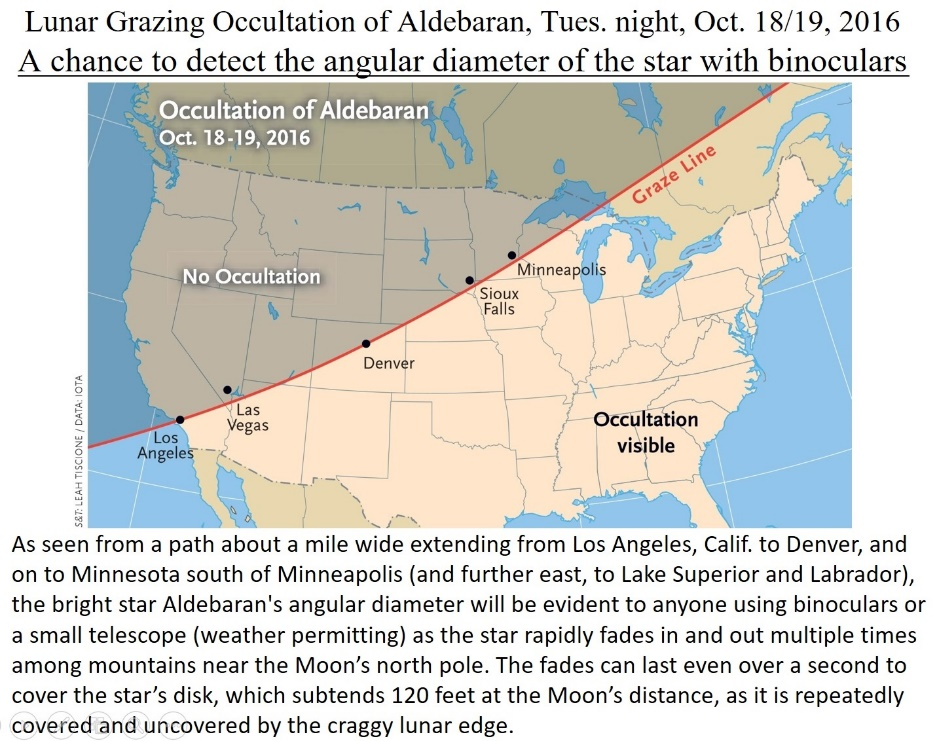 Lunar Grazing Occultation of Aldebaran, Tues. night, Oct. 18/19, 2016
A chance to detect the angular diameter of the star with binoculars
Occultation of Aldebaran
Oct. 18-19, 2016
Graze Line
No Occultation
Minneapolis
Sioux
Falls
Denver
Las
Vegas
Los
Angeles
Occultation
visible
S&T: LEAH TISCIONE / DATA: IOTA
As seen from a path about a mile wide extending from Los Angeles, Calif. to Denver, and
on to Minnesota south of Minneapolis (and further east, to Lake Superior and Labrador),
the bright star Aldebaran's angular diameter will be evident to anyone using binoculars or
a small telescope (weather permitting) as the star rapidly fades in and out multiple times
among mountains near the Moon’s north pole. The fades can last even over a second to
cover the star’s disk, which subtends 120 feet at the Moon’s distance, as it is repeatedly
covered and uncovered by the craggy lunar edge.